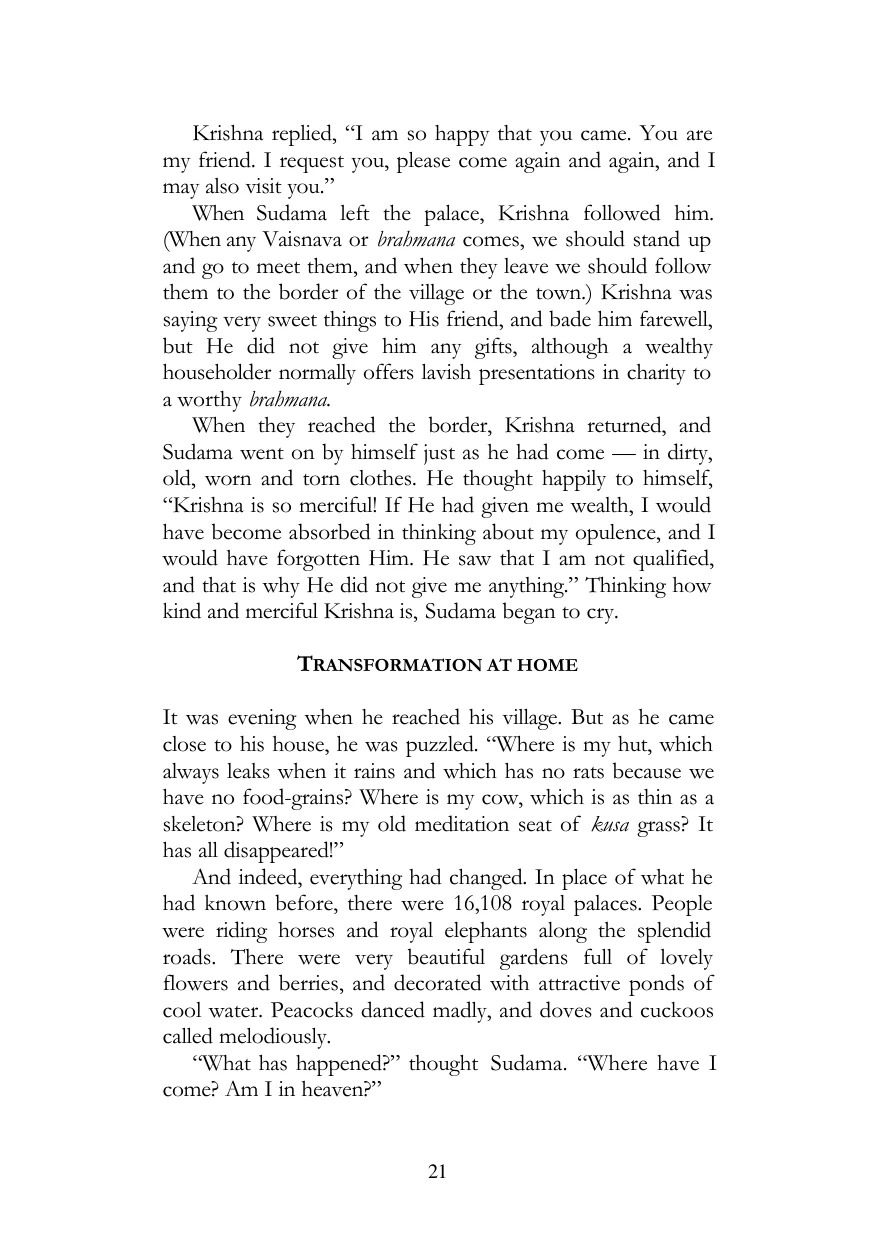 Krishna replied, “I am so happy that you came. You are
my friend. I request you, please come again and again, and I
may also visit you.”
When Sudama left the palace, Krishna followed him.
(When any Vaisnava or brahmana comes, we should stand up
and go to meet them, and when they leave we should follow
them to the border of the village or the town.) Krishna was
saying very sweet things to His friend, and bade him farewell,
but He did not give him any gifts, although a wealthy
householder normally offers lavish presentations in charity to
a worthy brahmana.
When they reached the border, Krishna returned, and
Sudama went on by himself just as he had come — in dirty,
old, worn and torn clothes. He thought happily to himself,
“Krishna is so merciful! If He had given me wealth, I would
have become absorbed in thinking about my opulence, and I
would have forgotten Him. He saw that I am not qualified,
and that is why He did not give me anything.” Thinking how
kind and merciful Krishna is, Sudama began to cry.
TRANSFORMATION AT HOME
It was evening when he reached his village. But as he came
close to his house, he was puzzled. “Where is my hut, which
always leaks when it rains and which has no rats because we
have no food-grains? Where is my cow, which is as thin as a
skeleton? Where is my old meditation seat of kusa grass? It
has all disappeared!”
And indeed, everything had changed. In place of what he
had known before, there were 16,108 royal palaces. People
were riding horses and royal elephants along the splendid
roads. There were very beautiful gardens full of lovely
flowers and berries, and decorated with attractive ponds of
cool water. Peacocks danced madly, and doves and cuckoos
called melodiously.
“What has happened?” thought Sudama. “Where have I
come? Am I in heaven?”
21